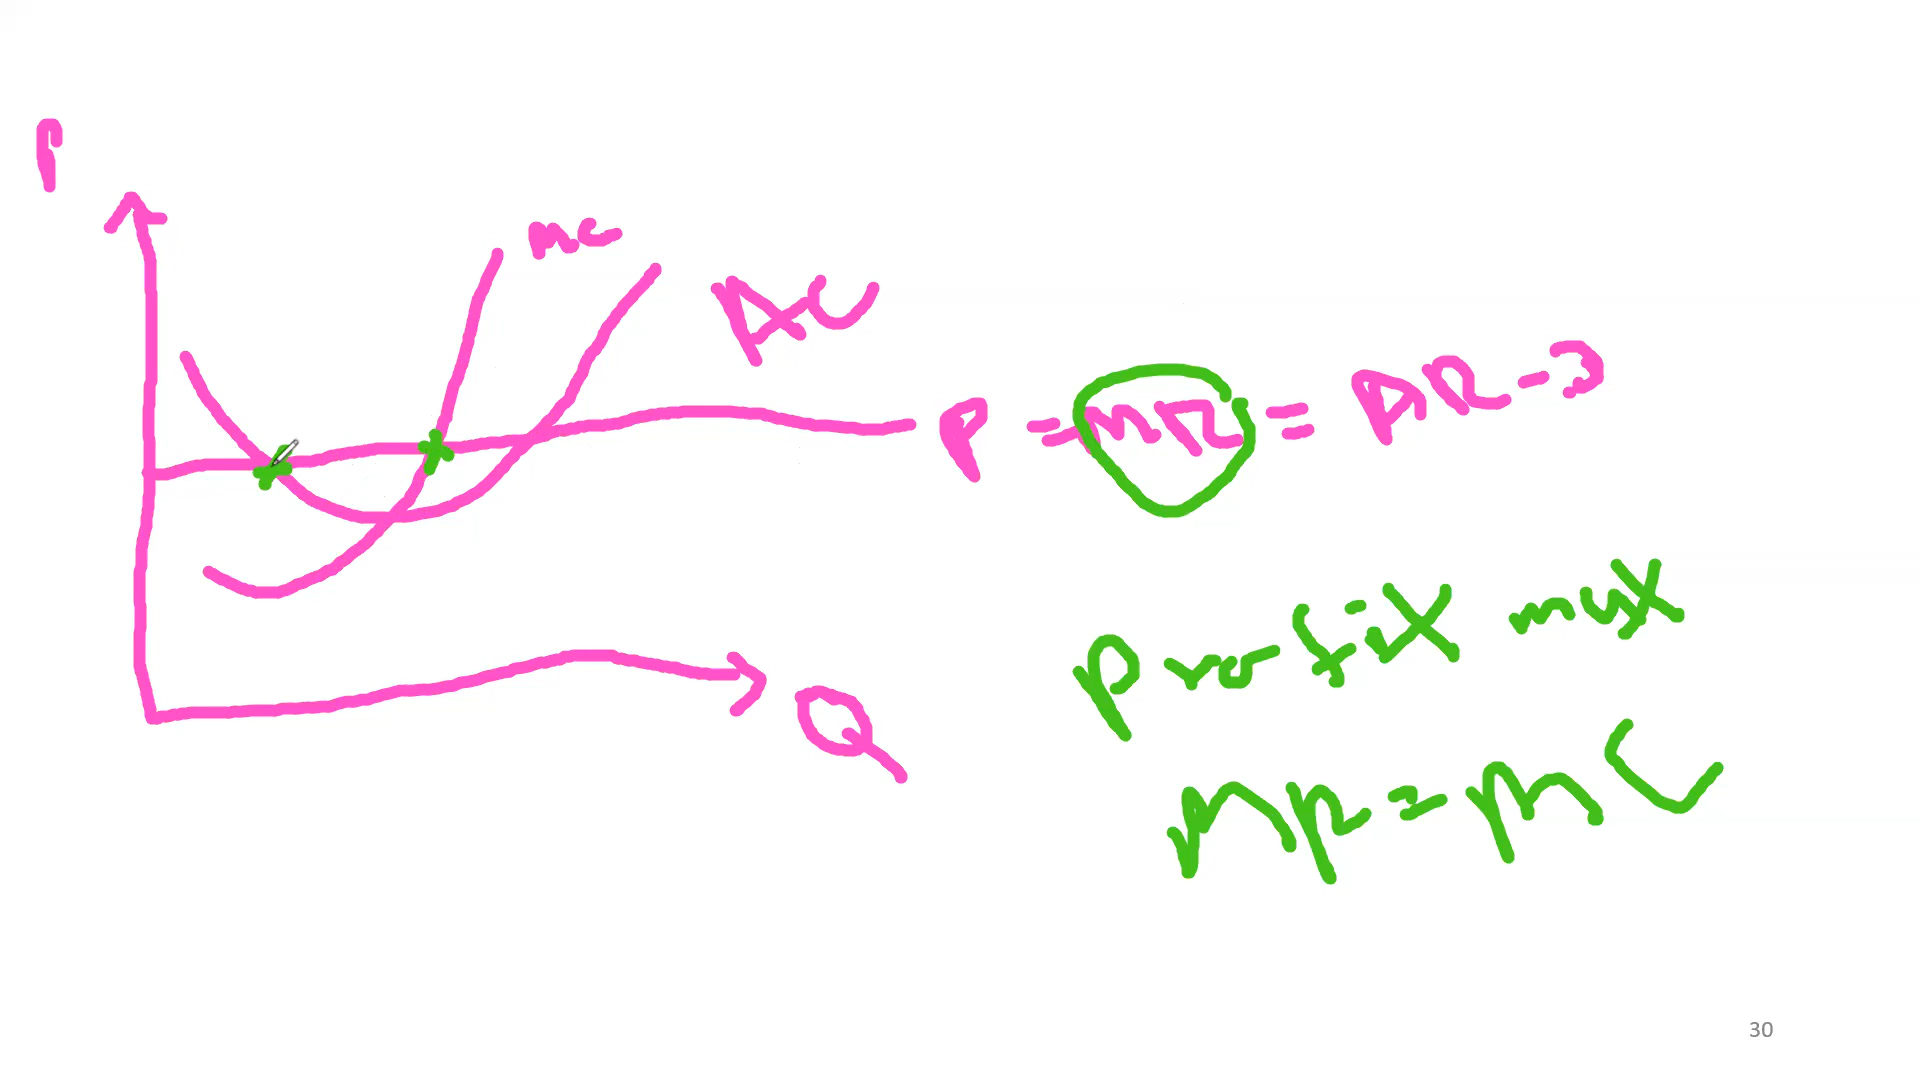 P
MC
AC
P = MR = AR = D
Profit max
MR = MC
Q
30